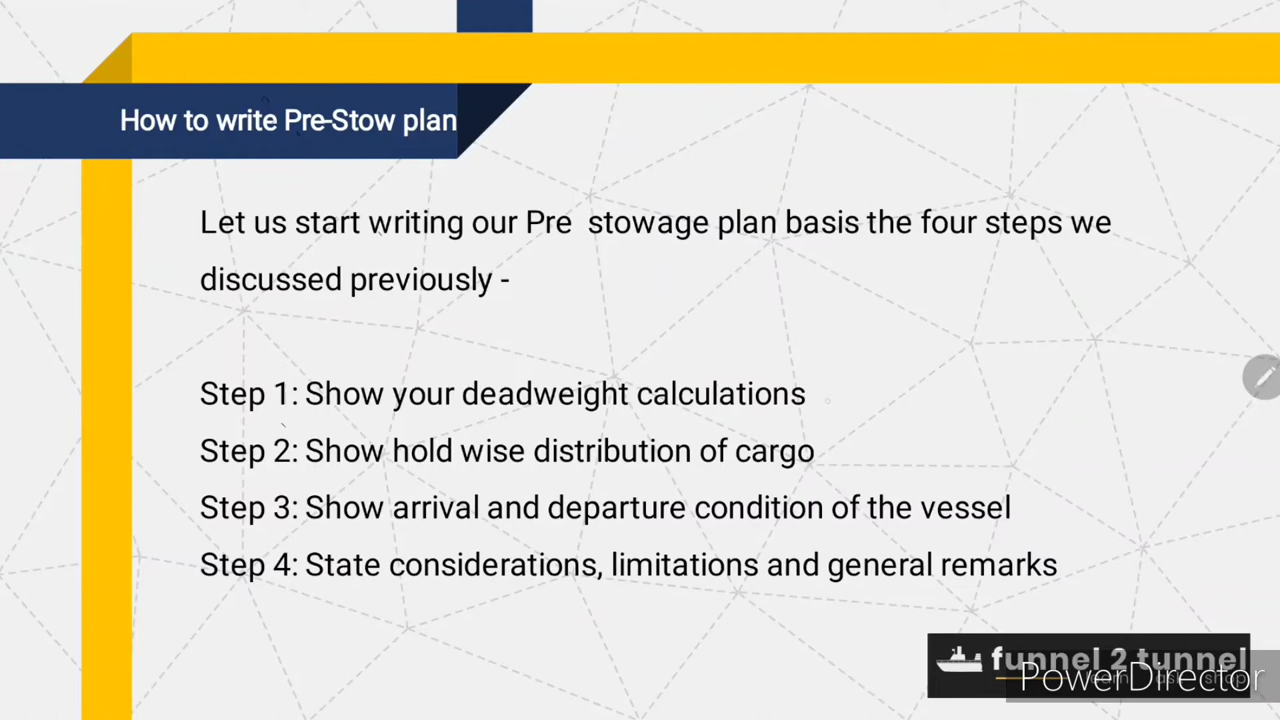 How to write Pre-Stow plan
Let us start writing our Pre stowage plan basis the four steps we
discussed previously -
Step 1: Show your deadweight calculations
Step 2: Show hold wise distribution of cargo
Step 3: Show arrival and departure condition of the vessel
Step 4: State considerations, limitations and general remarks
funnel 2 tunnel
PowerDirector